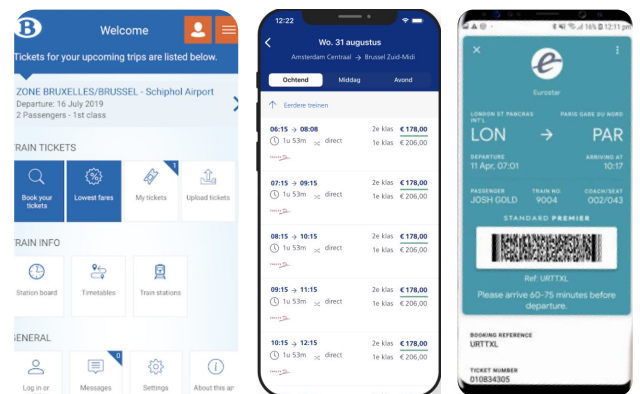 B
Welcome
Tickets for your upcoming trips are listed below.
ZONE BRUXELLES/BRUSSEL - Schiphol Airport
Departure: 16 July 2019
2 Passengers - 1st class
TRAIN TICKETS
1
Book your tickets
Lowest fares
My tickets
Upload tickets
TRAIN INFO
Station board
Timetables
Train stations
GENERAL
0
Log in or
Messages
Settings
About this ap
12:22
Wo. 31 augustus
Amsterdam Centraal → Brussel Zuid-Midi
Ochtend
Middag
Avond
↑ Eerdere treinen
06:15 → 08:08 2e klas € 178,00
1u 53m direct 1e klas € 206,00
07:15 → 09:15 2e klas € 178,00
1u 53m direct 1e klas € 206,00
08:15 → 10:15 2e klas € 178,00
1u 53m direct 1e klas € 206,00
09:15 → 11:15 2e klas € 178,00
1u 53m direct 1e klas € 206,00
10:15 → 12:15 2e klas € 178,00
1u 53m direct 1e klas € 206,00
16% 12:11 pm
e
Eurostar
LONDON ST PANCRAS INT'L
PARIS GARE DU NORD
LON → PAR
DEPARTURE
ARRIVING AT
11 Apr, 07:01
10:17
PASSENGER
TRAIN NO.
COACH/SEAT
JOSH GOLD
9004
002/043
STANDARD PREMIER
Ref: URTTXL
Please arrive 60-75 minutes before departure.
BOOKING REFERENCE
URTTXL
TICKET NUMBER
010834305